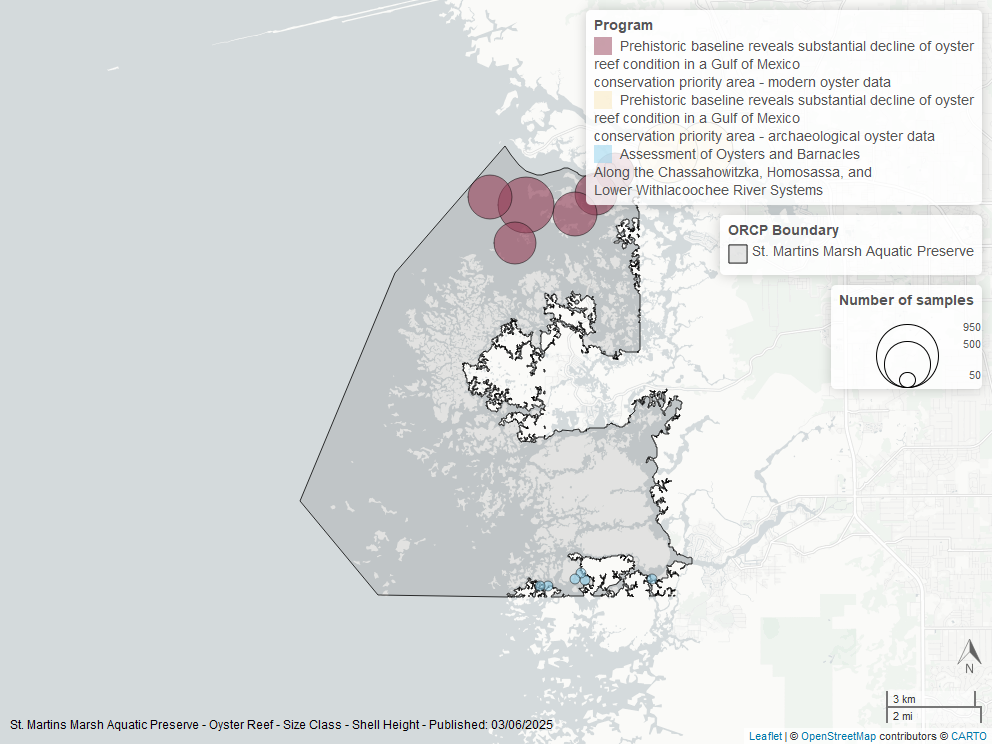 Program
Prehistoric baseline reveals substantial decline of oyster
reef condition in a Gulf of Mexico
conservation priority area - modern oyster data
Prehistoric baseline reveals substantial decline of oyster
reef condition in a Gulf of Mexico
conservation priority area - archaeological oyster data
Assessment of Oysters and Barnacles
Along the Chassahowitzka, Homosassa, and
Lower Withlacoochee River Systems
ORCP Boundary
St. Martins Marsh Aquatic Preserve
Number of samples
950
500
50
N
3 km
2 mi
St. Martins Marsh Aquatic Preserve - Oyster Reef - Size Class - Shell Height - Published: 03/06/2025
Leaflet | © OpenStreetMap contributors © CARTO